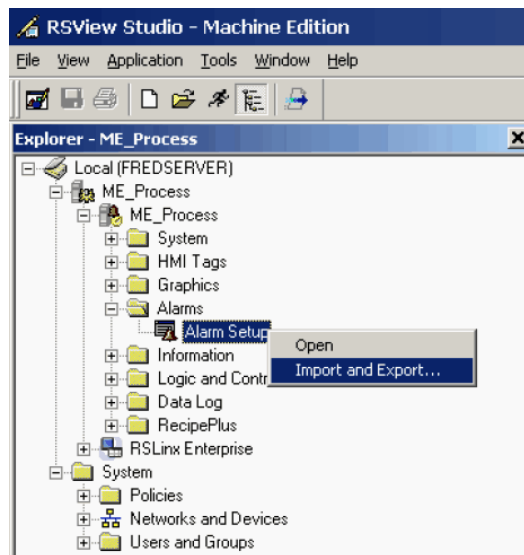 RSView Studio - Machine Edition
File View Application Tools Window Help
Explorer - ME_Process
Local (FREDSERVER)
ME_Process
ME_Process
System
HMI Tags
Graphics
Alarms
Alarm Setup
Open
Import and Export...
Information
Logic and Contr
Data Log
RecipePlus
RSLinx Enterprise
System
Policies
Networks and Devices
Users and Groups